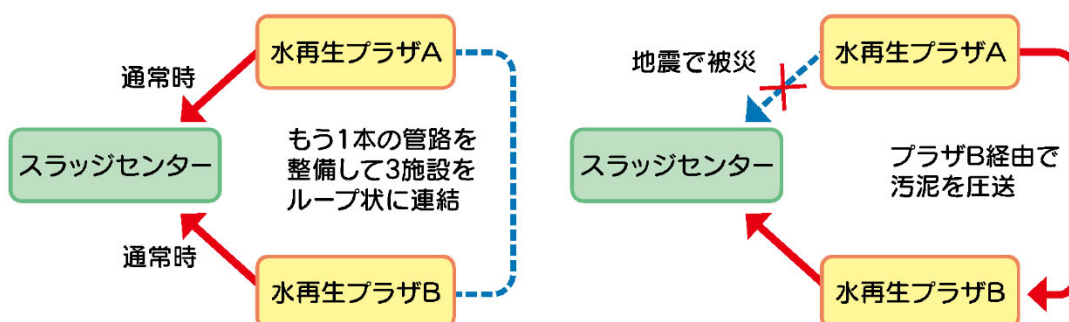 水再生プラザA
通常時
スラッジセンター
もう1本の管路を
整備して3施設を
ループ状に連結
通常時
水再生プラザB
地震で被災
水再生プラザA
スラッジセンター
プラザB経由で
汚泥を圧送
水再生プラザB